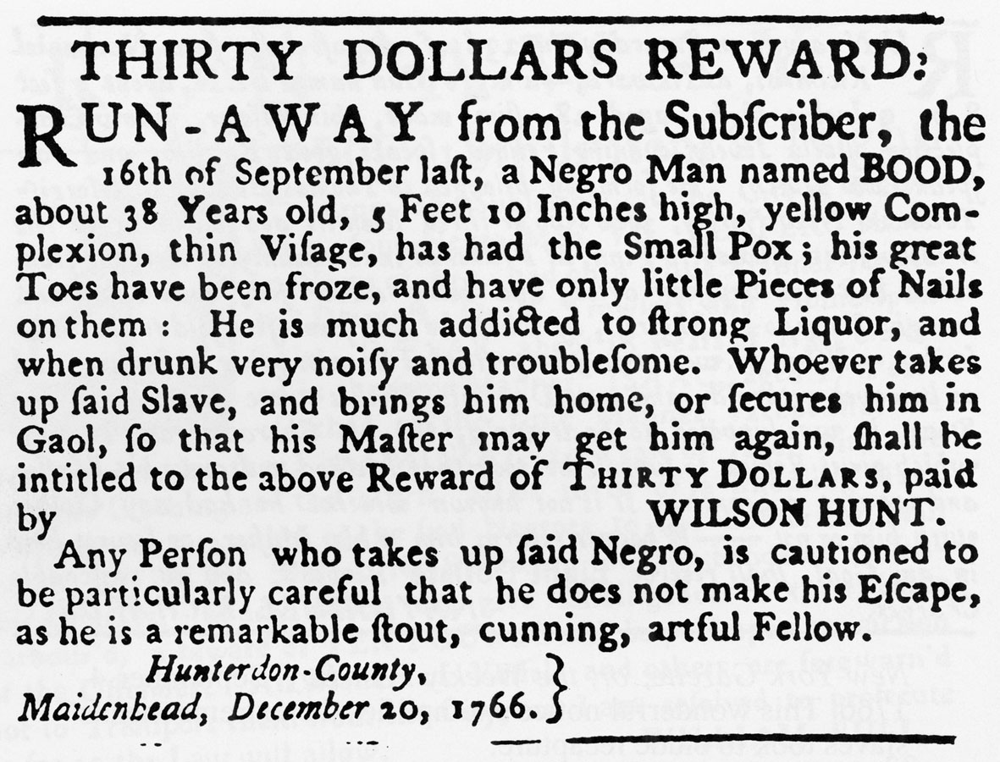 THIRTY DOLLARS REWARD:
RUN-AWAY from the Subſcriber, the
16th of September laſt, a Negro Man named BOOD,
about 38 Years old, 5 Feet 10 Inches high, yellow Com-
plexion, thin Viſage, has had the Small Pox; his great
Toes have been froze, and have only little Pieces of Nails
on them: He is much addicted to ſtrong Liquor, and
when drunk very noiſy and troubleſome. Whoever takes
up ſaid Slave, and brings him home, or ſecures him in
Gaol, ſo that his Maſter may get him again, ſhall be
intitled to the above Reward of THIRTY DOLLARS, paid
by WILSON HUNT.
Any Perſon who takes up ſaid Negro, is cautioned to
be particularly careful that he does not make his Eſcape,
as he is a remarkable ſtout, cunning, artful Fellow.
Hunterdon-County,
Maidenhead, December 20, 1766. }